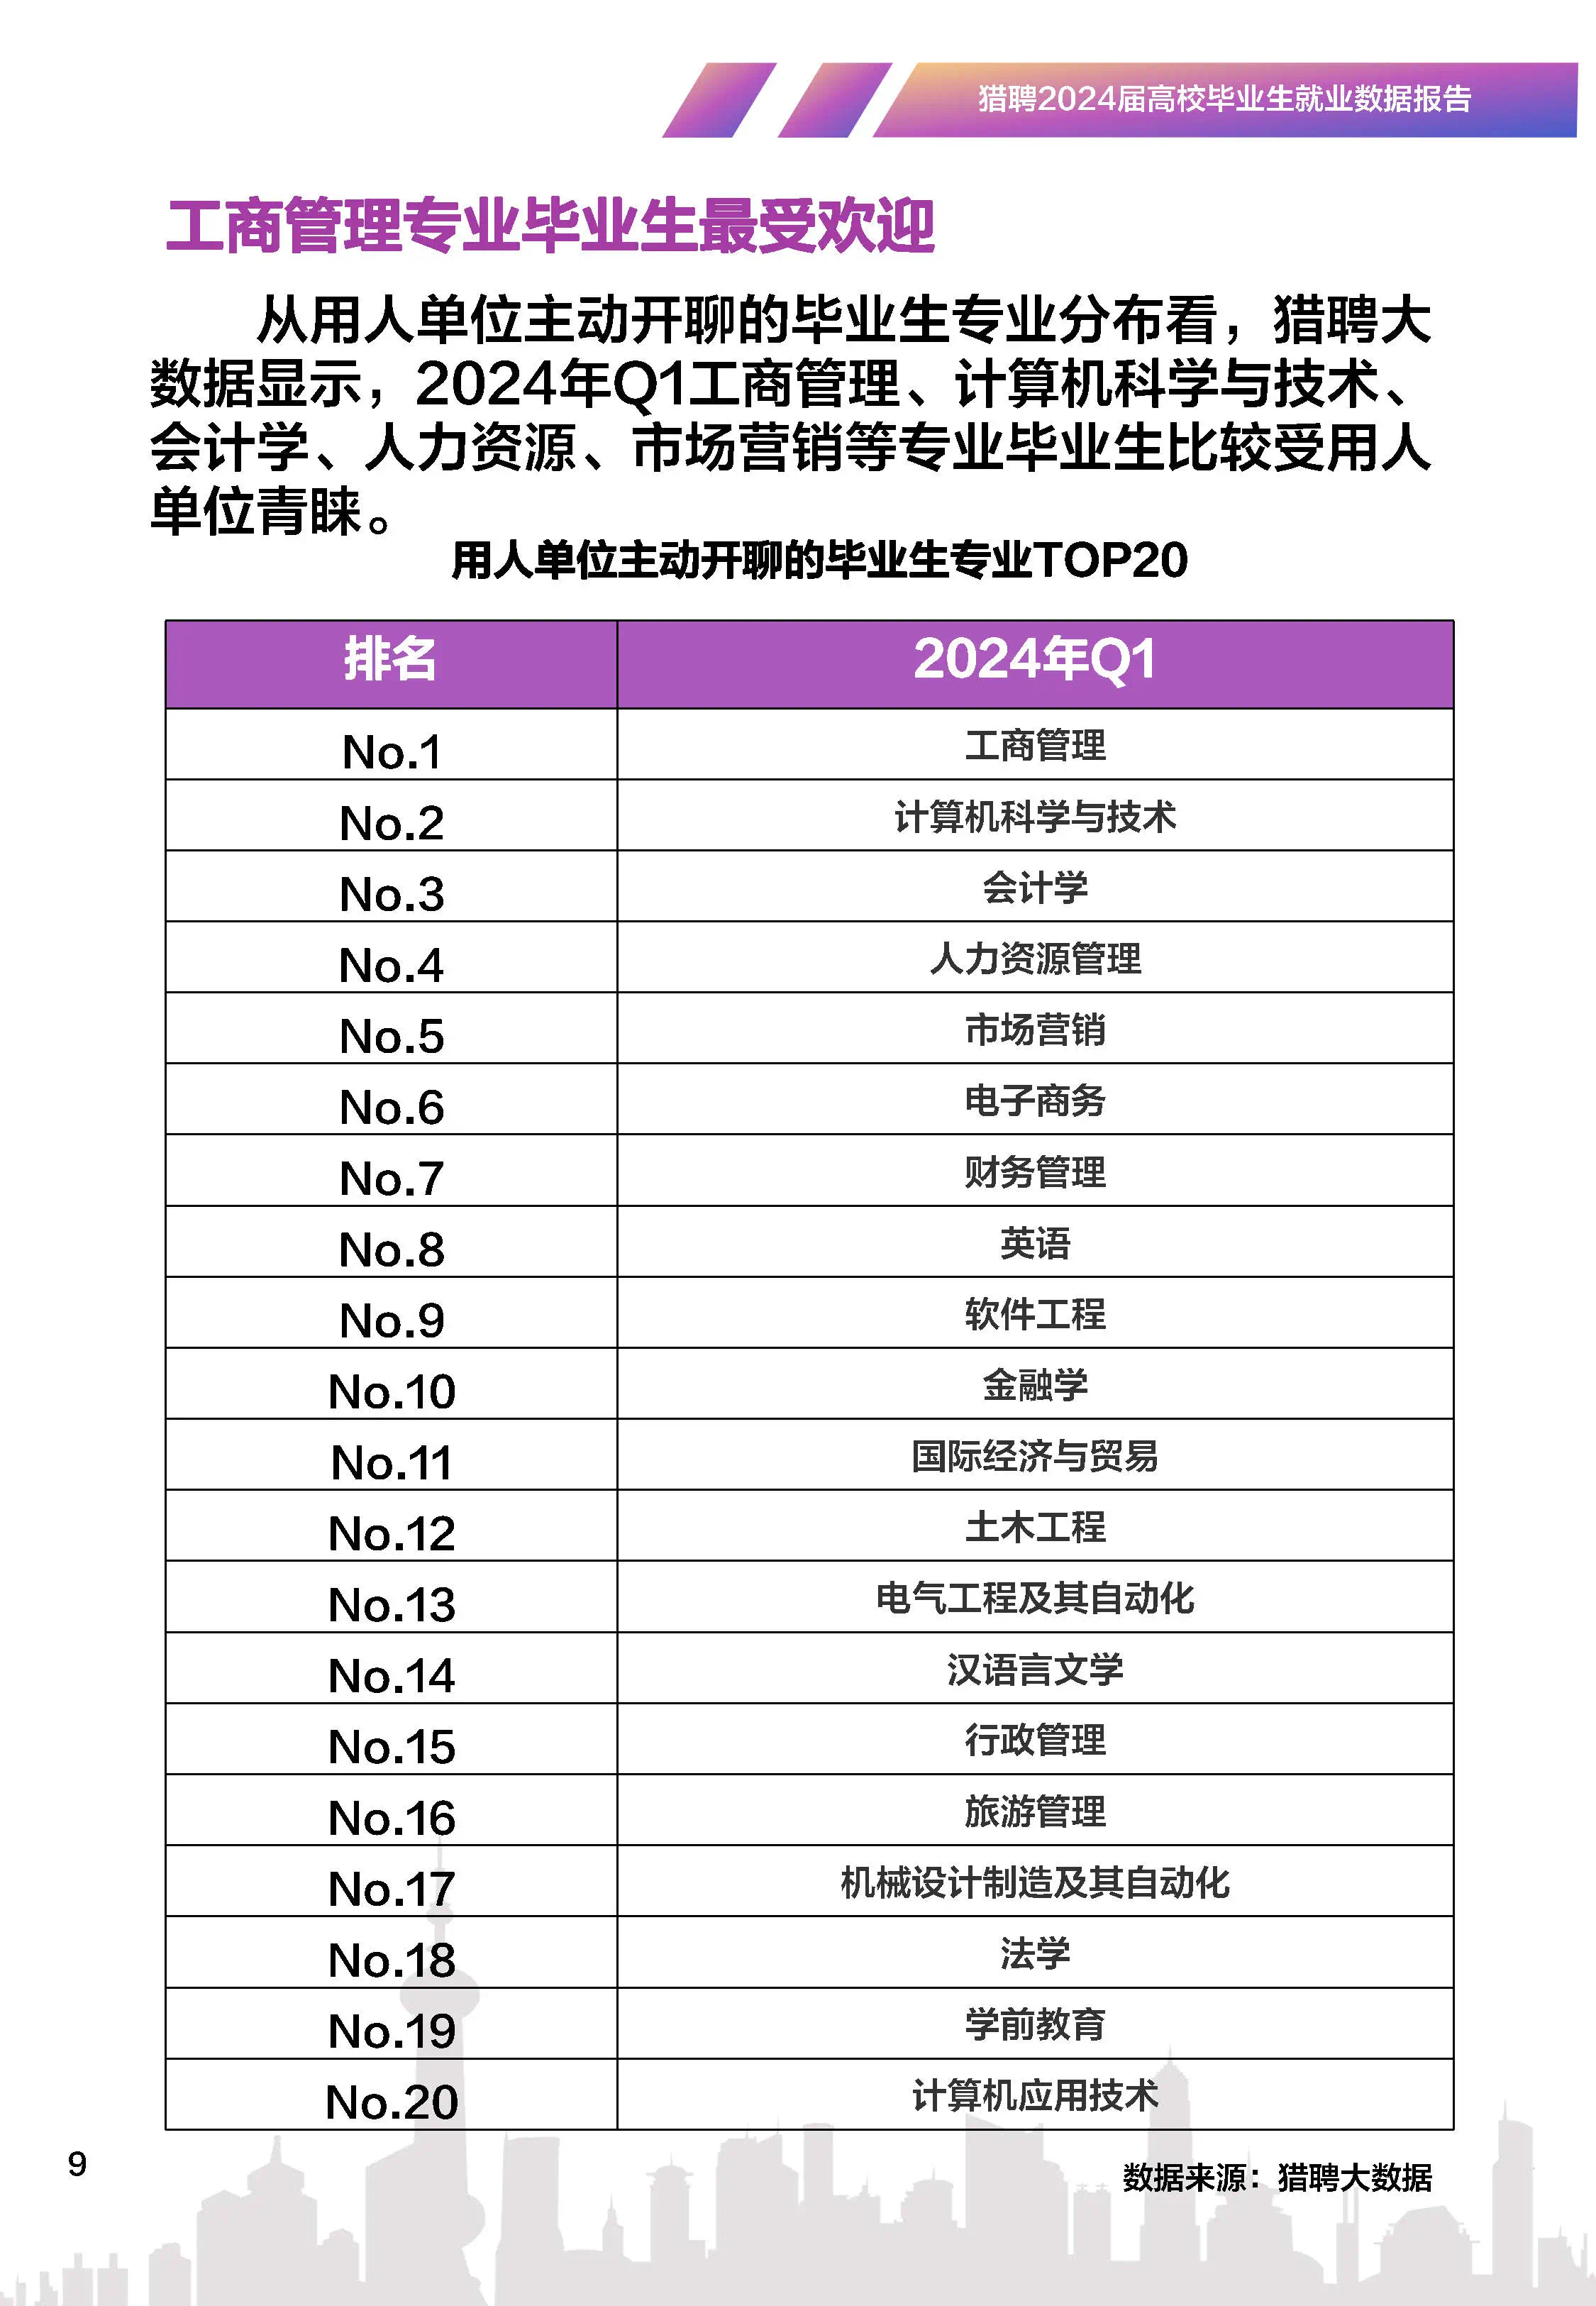 猎聘2024届高校毕业生就业数据报告
工商管理专业毕业生最受欢迎
从用人单位主动开聊的毕业生专业分布看，猎聘大
数据显示，2024年Q1工商管理、计算机科学与技术、
会计学、人力资源、市场营销等专业毕业生比较受用人
单位青睐。
用人单位主动开聊的毕业生专业TOP20
排名 2024年Q1
No.1 工商管理
No.2 计算机科学与技术
No.3 会计学
No.4 人力资源管理
No.5 市场营销
No.6 电子商务
No.7 财务管理
No.8 英语
No.9 软件工程
No.10 金融学
No.11 国际经济与贸易
No.12 土木工程
No.13 电气工程及其自动化
No.14 汉语言文学
No.15 行政管理
No.16 旅游管理
No.17 机械设计制造及其自动化
No.18 法学
No.19 学前教育
No.20 计算机应用技术
9
数据来源：猎聘大数据